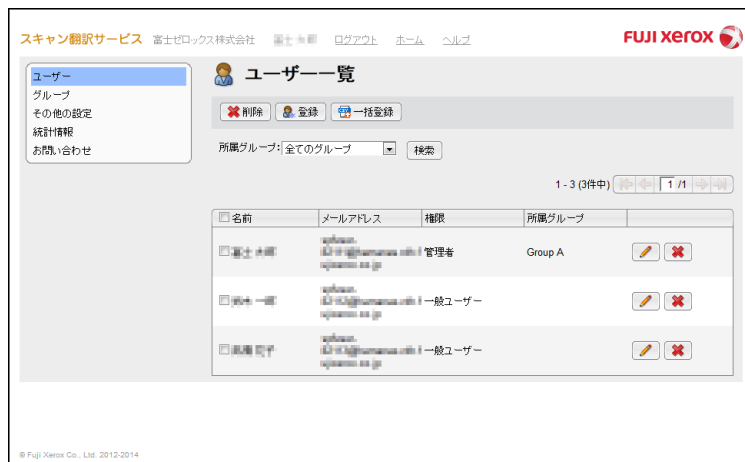 スキャン翻訳サービス 富士ゼロックス株式会社 ログアウト ホーム ヘルプ
FUJI XEROX
ユーザー
グループ
その他の設定
統計情報
お問い合わせ
ユーザー一覧
削除 登録 一括登録
所属グループ: 全てのグループ 検索
1 - 3 (3件中) 1 /1
名前 メールアドレス 権限 所属グループ
管理者 Group A
一般ユーザー
一般ユーザー
© Fuji Xerox Co., Ltd. 2012-2014